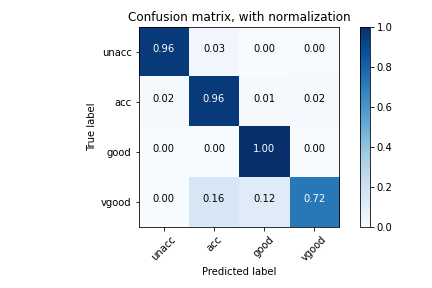 Confusion matrix, with normalization
True label
unacc 0.96 0.03 0.00 0.00
acc 0.02 0.96 0.01 0.02
good 0.00 0.00 1.00 0.00
vgood 0.00 0.16 0.12 0.72
unacc acc good vgood
Predicted label
1.0
0.8
0.6
0.4
0.2
0.0